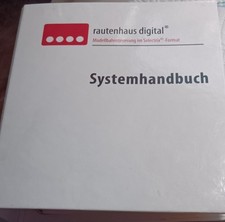 rautenhaus digital®
Modellbahnsteuerung im Selectrix®-Format
Systemhandbuch